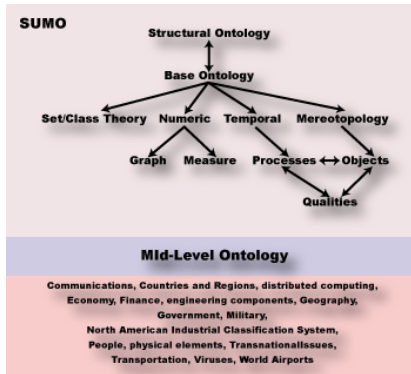 SUMO
Structural Ontology
Base Ontology
Set/Class Theory Numeric Temporal Mereotopology
Graph Measure Processes Objects
Qualities
MId-Level Ontology
Communications, Countries and Regions, distributed computing,
Economy, Finance, engineering components, Geography,
Government, Military,
North American Industrial Classification System,
People, physical elements, TransnationalIssues,
Transportation, Viruses, World Airports